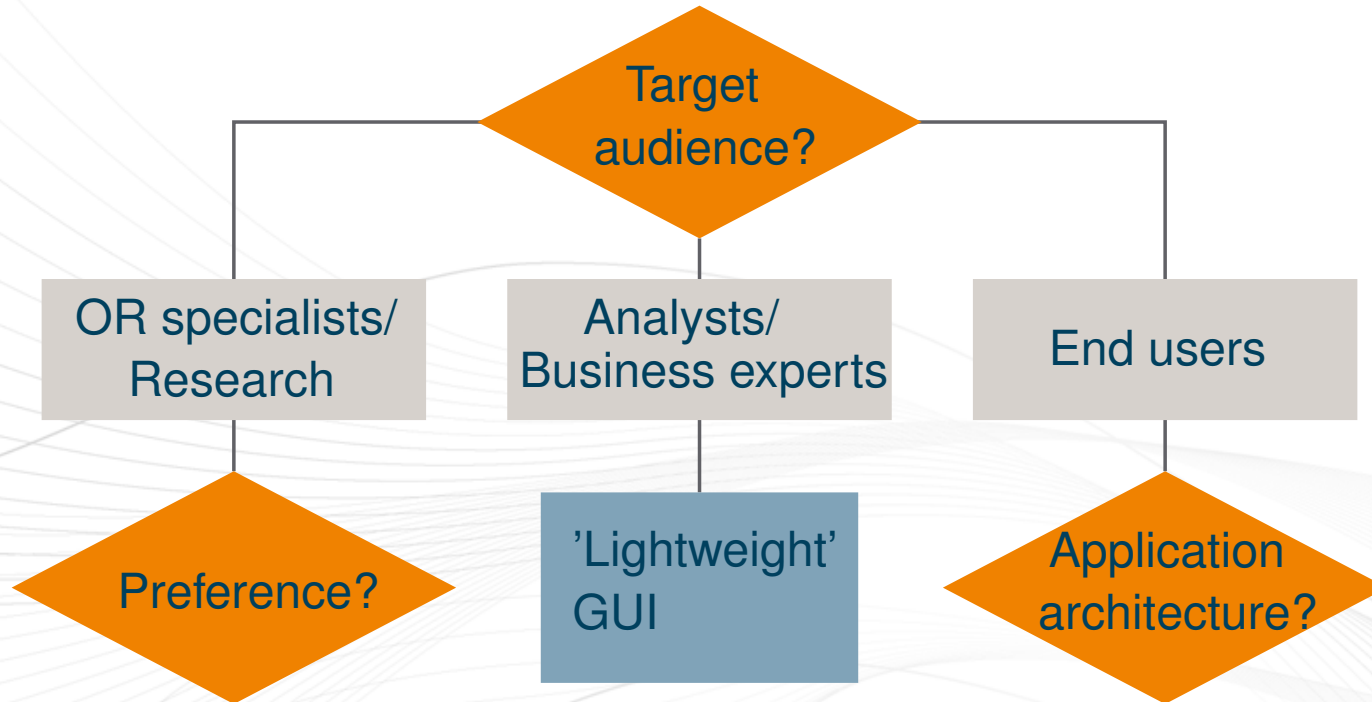 Target
audience?
OR specialists/
Research
Analysts/
Business experts
End users
Preference?
’Lightweight’
GUI
Application
architecture?